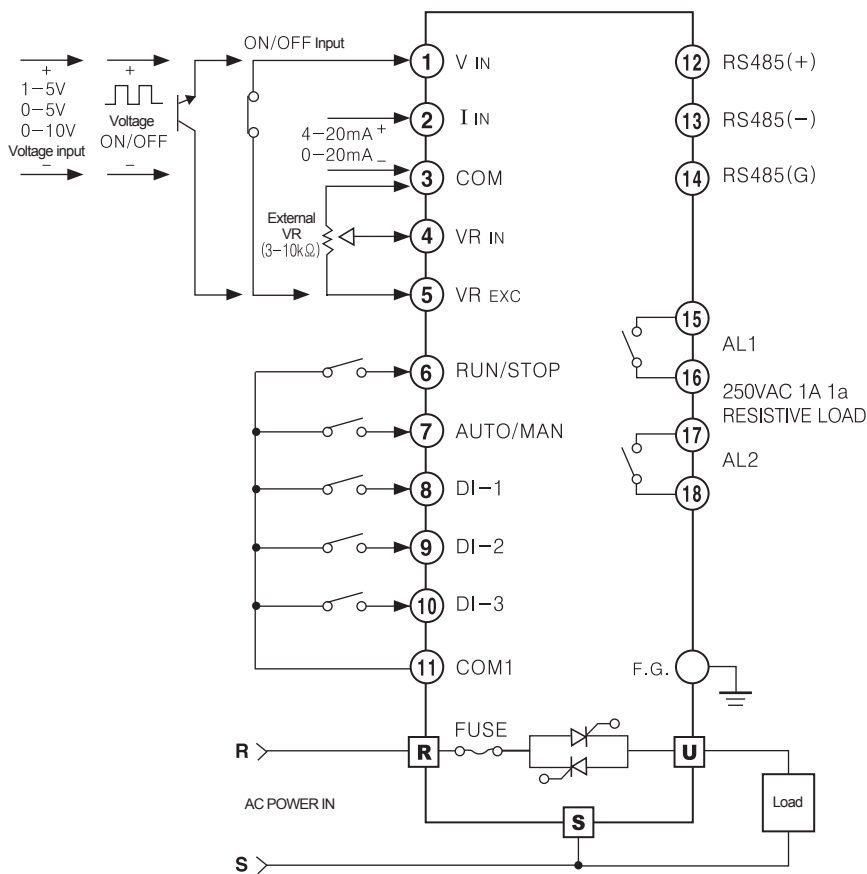 ON/OFF Input
+
1-5V
0-5V
0-10V
Voltage input
-
+
Voltage
ON/OFF
-
4-20mA +
0-20mA -
External
VR
(3-10kΩ)
1 V IN
2 I IN
3 COM
4 VR IN
5 VR EXC
6 RUN/STOP
7 AUTO/MAN
8 DI-1
9 DI-2
10 DI-3
11 COM1
12 RS485(+)
13 RS485(-)
14 RS485(G)
15
AL1
16
250VAC 1A 1a
RESISTIVE LOAD
17
AL2
18
F.G.
R
R
FUSE
U
Load
AC POWER IN
S
S